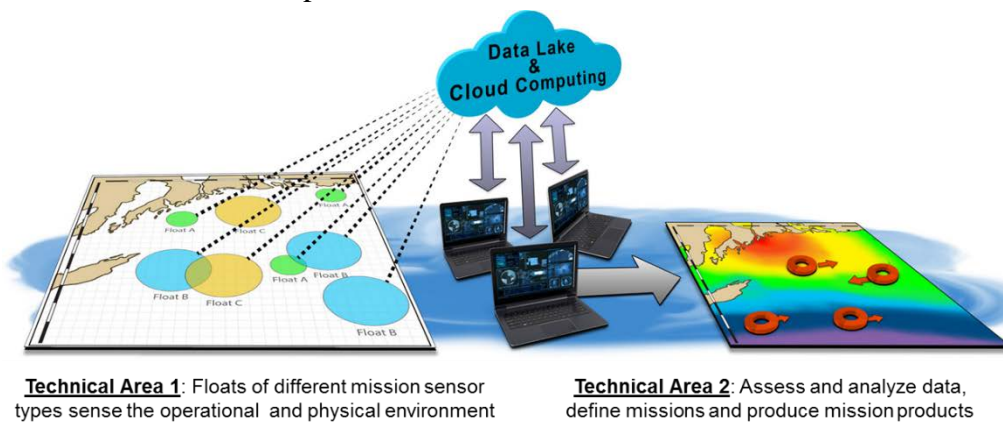 Data Lake
&
Cloud Computing
Float A
Float C
Float A
Float B
Float C
Float A
Float B
Float B
Technical Area 1: Floats of different mission sensor
types sense the operational and physical environment
Technical Area 2: Assess and analyze data,
define missions and produce mission products